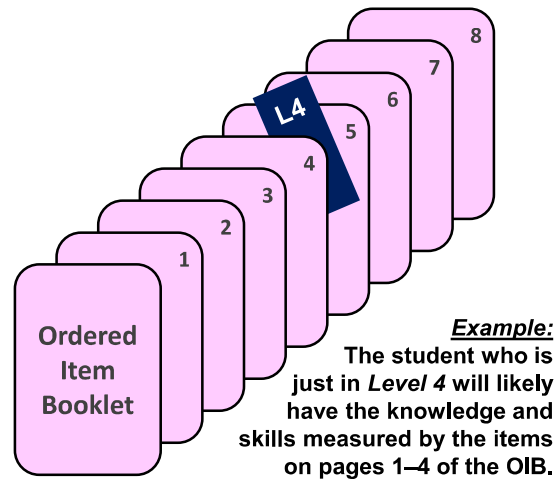 8
7
6
L4
5
4
3
2
1
Ordered
Item
Booklet
Example:
The student who is
just in Level 4 will likely
have the knowledge and
skills measured by the items
on pages 1–4 of the OIB.